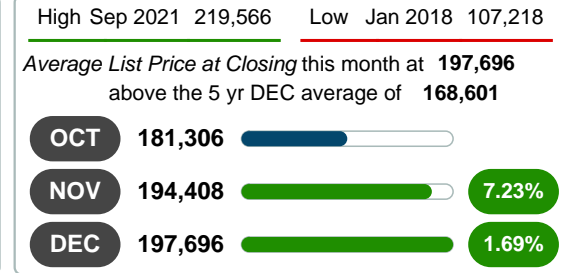 High Sep 2021 219,566 Low Jan 2018 107,218
Average List Price at Closing this month at 197,696
above the 5 yr DEC average of 168,601
OCT 181,306
NOV 194,408 7.23%
DEC 197,696 1.69%